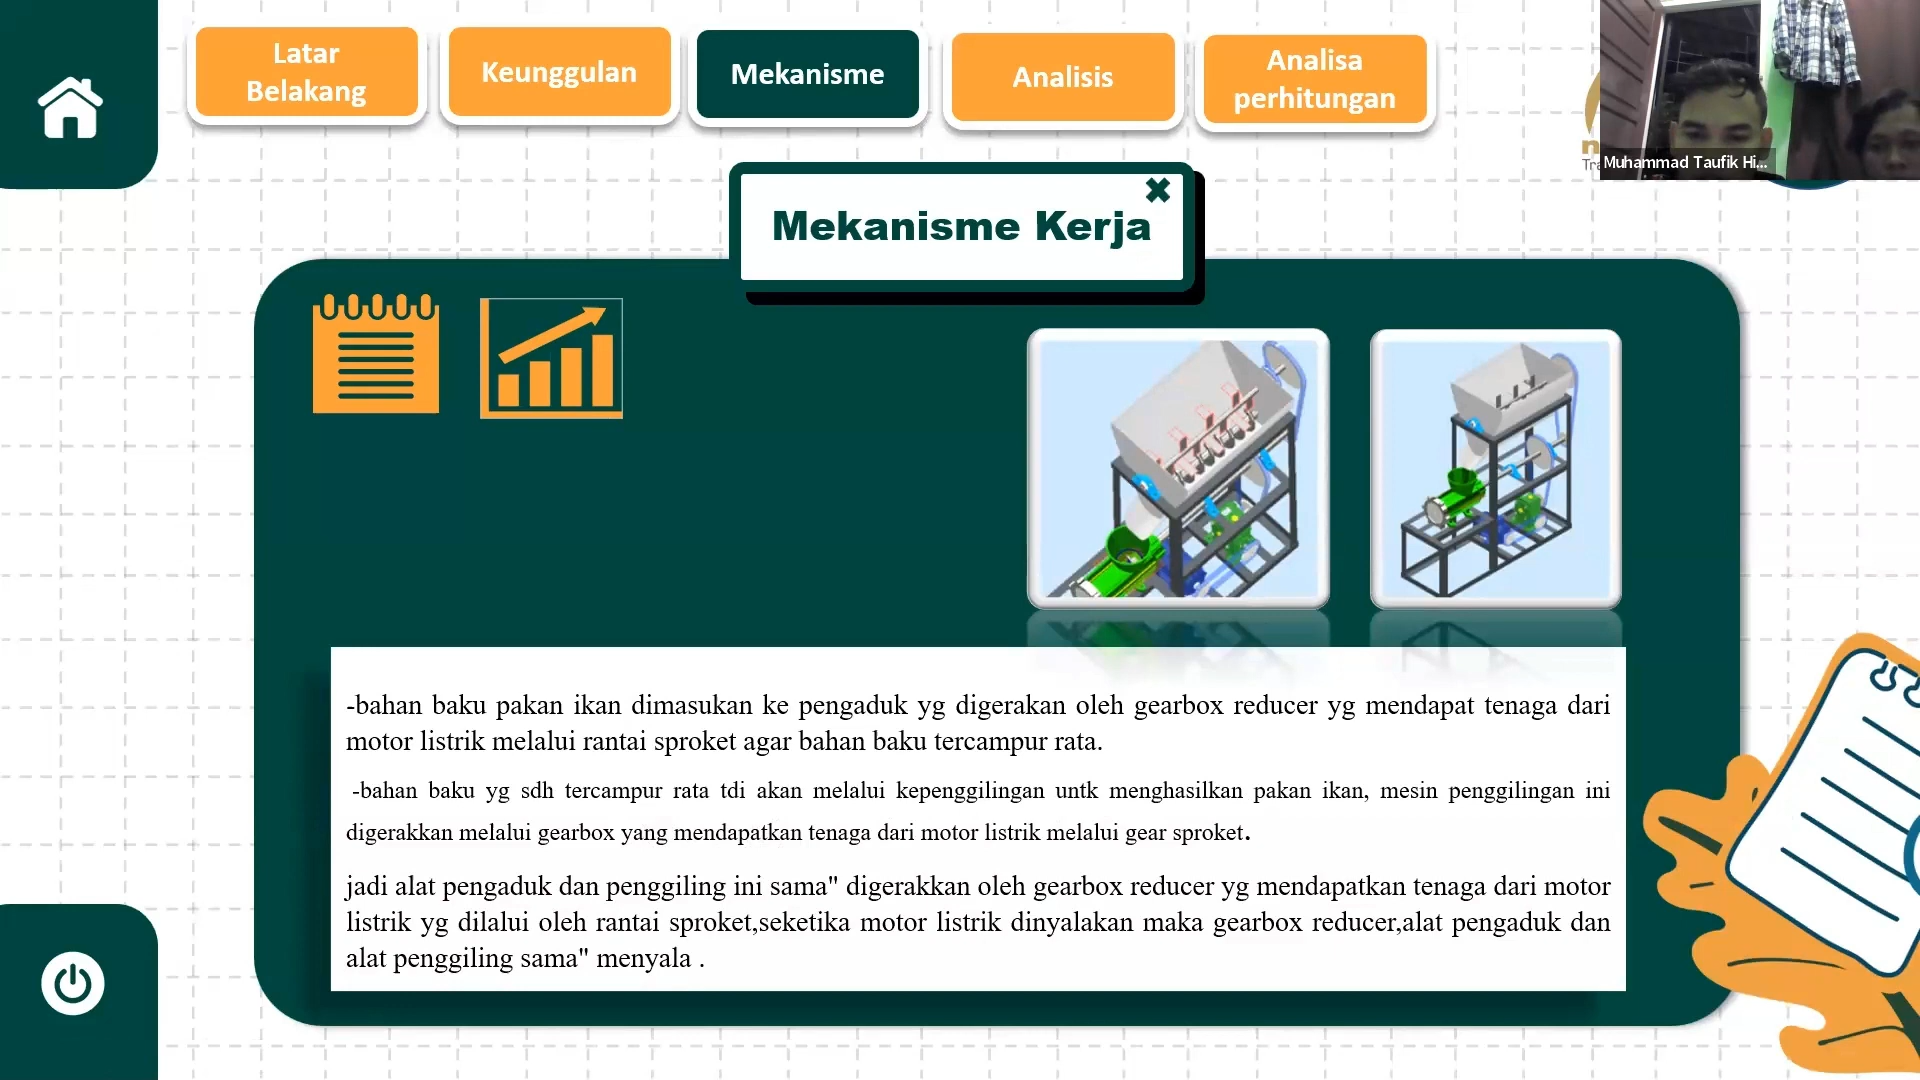 Latar
Belakang
Keunggulan
Mekanisme
Analisis
Analisa
perhitungan
Muhammad Taufik Hi...
Mekanisme Kerja
-bahan baku pakan ikan dimasukan ke pengaduk yg digerakan oleh gearbox reducer yg mendapat tenaga dari
motor listrik melalui rantai sproket agar bahan baku tercampur rata.
-bahan baku yg sdh tercampur rata tdi akan melalui kepenggilingan untk menghasilkan pakan ikan, mesin penggilingan ini
digerakkan melalui gearbox yang mendapatkan tenaga dari motor listrik melalui gear sproket.
jadi alat pengaduk dan penggiling ini sama" digerakkan oleh gearbox reducer yg mendapatkan tenaga dari motor
listrik yg dilalui oleh rantai sproket,seketika motor listrik dinyalakan maka gearbox reducer,alat pengaduk dan
alat penggiling sama" menyala .